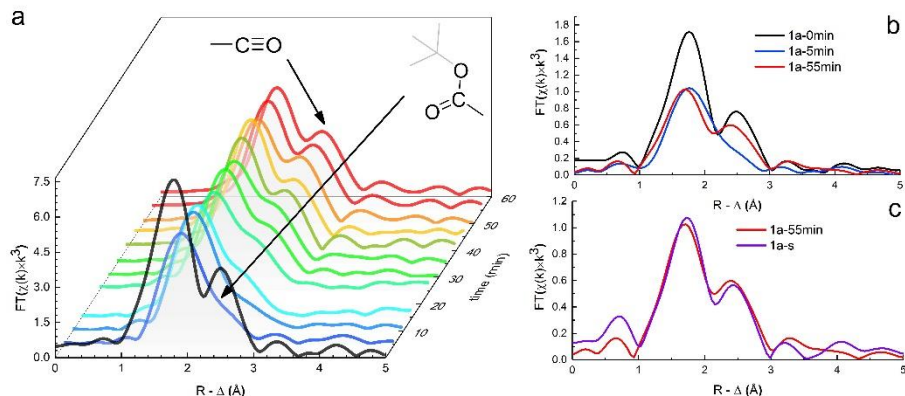 a
—C≡O
O
O
7.5
6.0
4.5
3.0
1.5
0.0
FT(χ(k)×k³)
0 1 2 3 4 5
R - Δ (Å)
10 20 30 40 50 60
time (min)
b
1a-0min
1a-5min
1a-55min
1.8
1.6
1.4
1.2
1.0
0.8
0.6
0.4
0.2
0.0
FT(χ(k)×k³)
0 1 2 3 4 5
R - Δ (Å)
c
1a-55min
1a-s
1.0
0.8
0.6
0.4
0.2
0.0
FT(χ(k)×k³)
0 1 2 3 4 5
R - Δ (Å)